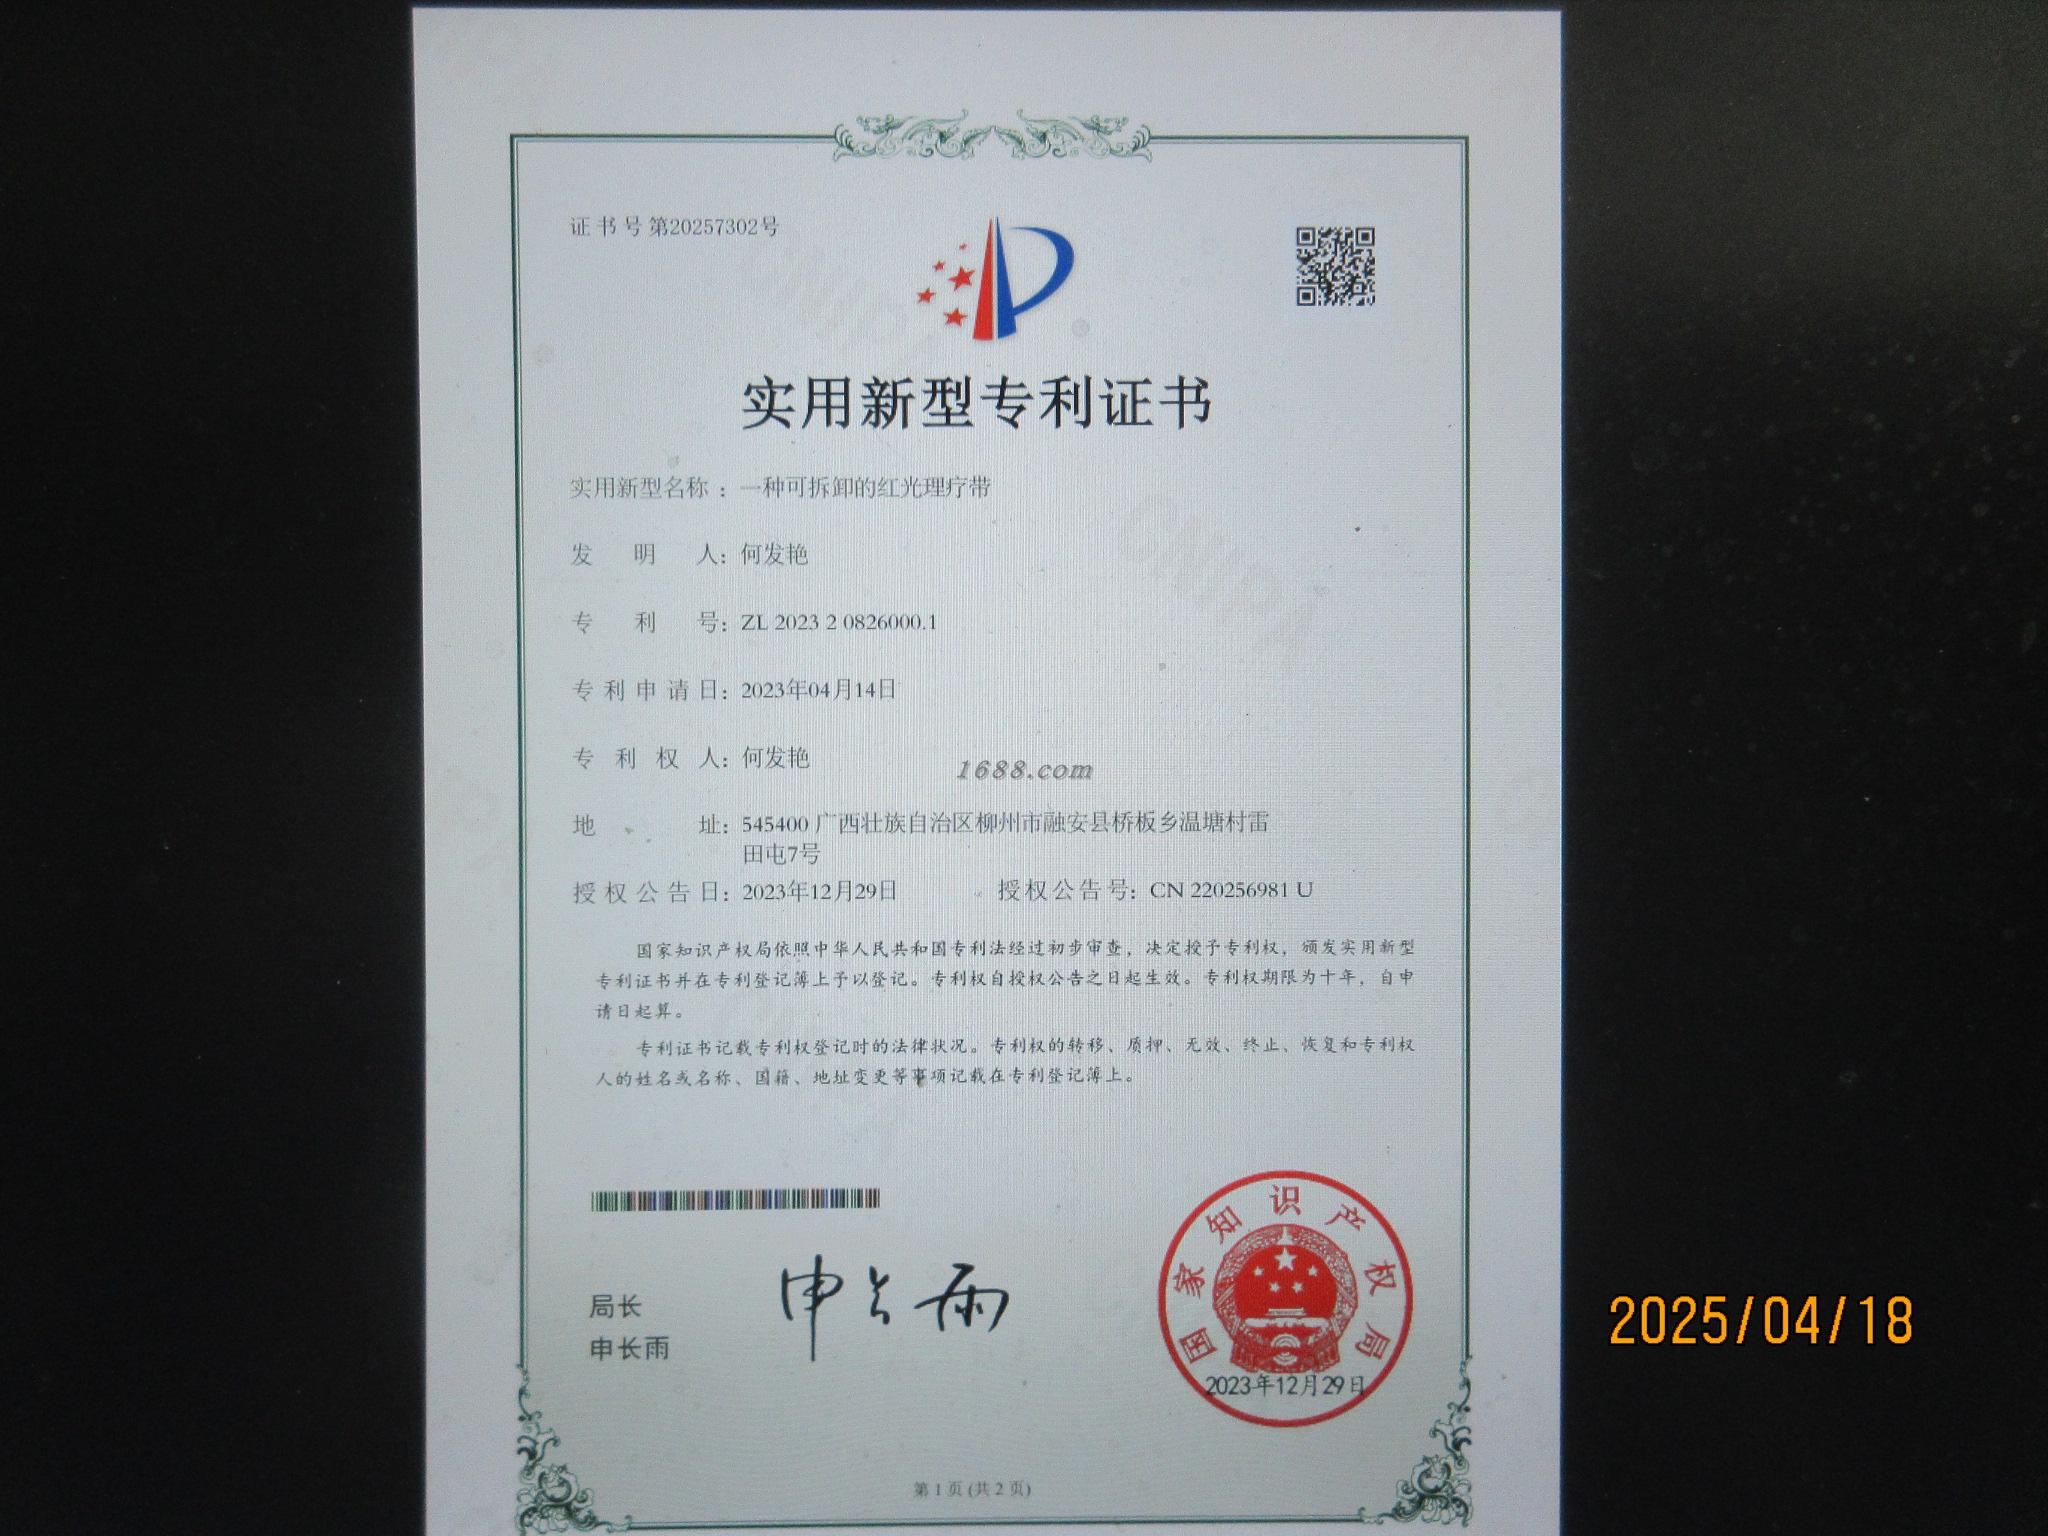 证书号第20257302号
实用新型专利证书
实用新型名称：一种可拆卸的红光理疗带
发明人：何发艳
专利号：ZL 2023 2 0826000.1
专利申请日：2023年04月14日
专利权人：何发艳
1688.com
地址：545400 广西壮族自治区柳州市融安县桥板乡温塘村雷
田屯7号
授权公告日：2023年12月29日 授权公告号：CN 220256981 U
国家知识产权局依照中华人民共和国专利法经过初步审查，决定授予专利权，颁发实用新型
专利证书并在专利登记簿上予以登记。专利权自授权公告之日起生效。专利权期限为十年，自申
请日起算。
专利证书记载专利权登记时的法律状况。专利权的转移、质押、无效、终止、恢复和专利权
人的姓名或名称、国籍、地址变更等事项记载在专利登记簿上。
局长
申长雨
申长雨
国家知识产权局
2023年12月29日
第 1 页 (共 2 页)
2025/04/18